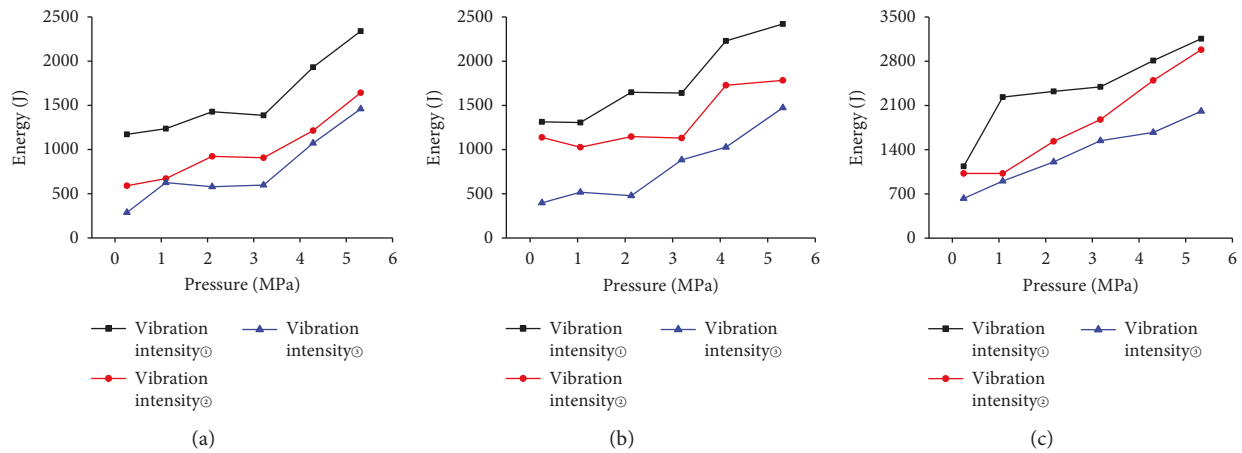 2500
2000
1500
1000
500
0
Energy (J)
0 1 2 3 4 5 6
Pressure (MPa)
Vibration
intensity①
Vibration
intensity③
Vibration
intensity②
(a)
2500
2000
1500
1000
500
0
Energy (J)
0 1 2 3 4 5 6
Pressure (MPa)
Vibration
intensity①
Vibration
intensity③
Vibration
intensity②
(b)
3500
2800
2100
1400
700
0
Energy (J)
0 1 2 3 4 5 6
Pressure (MPa)
Vibration
intensity①
Vibration
intensity③
Vibration
intensity②
(c)